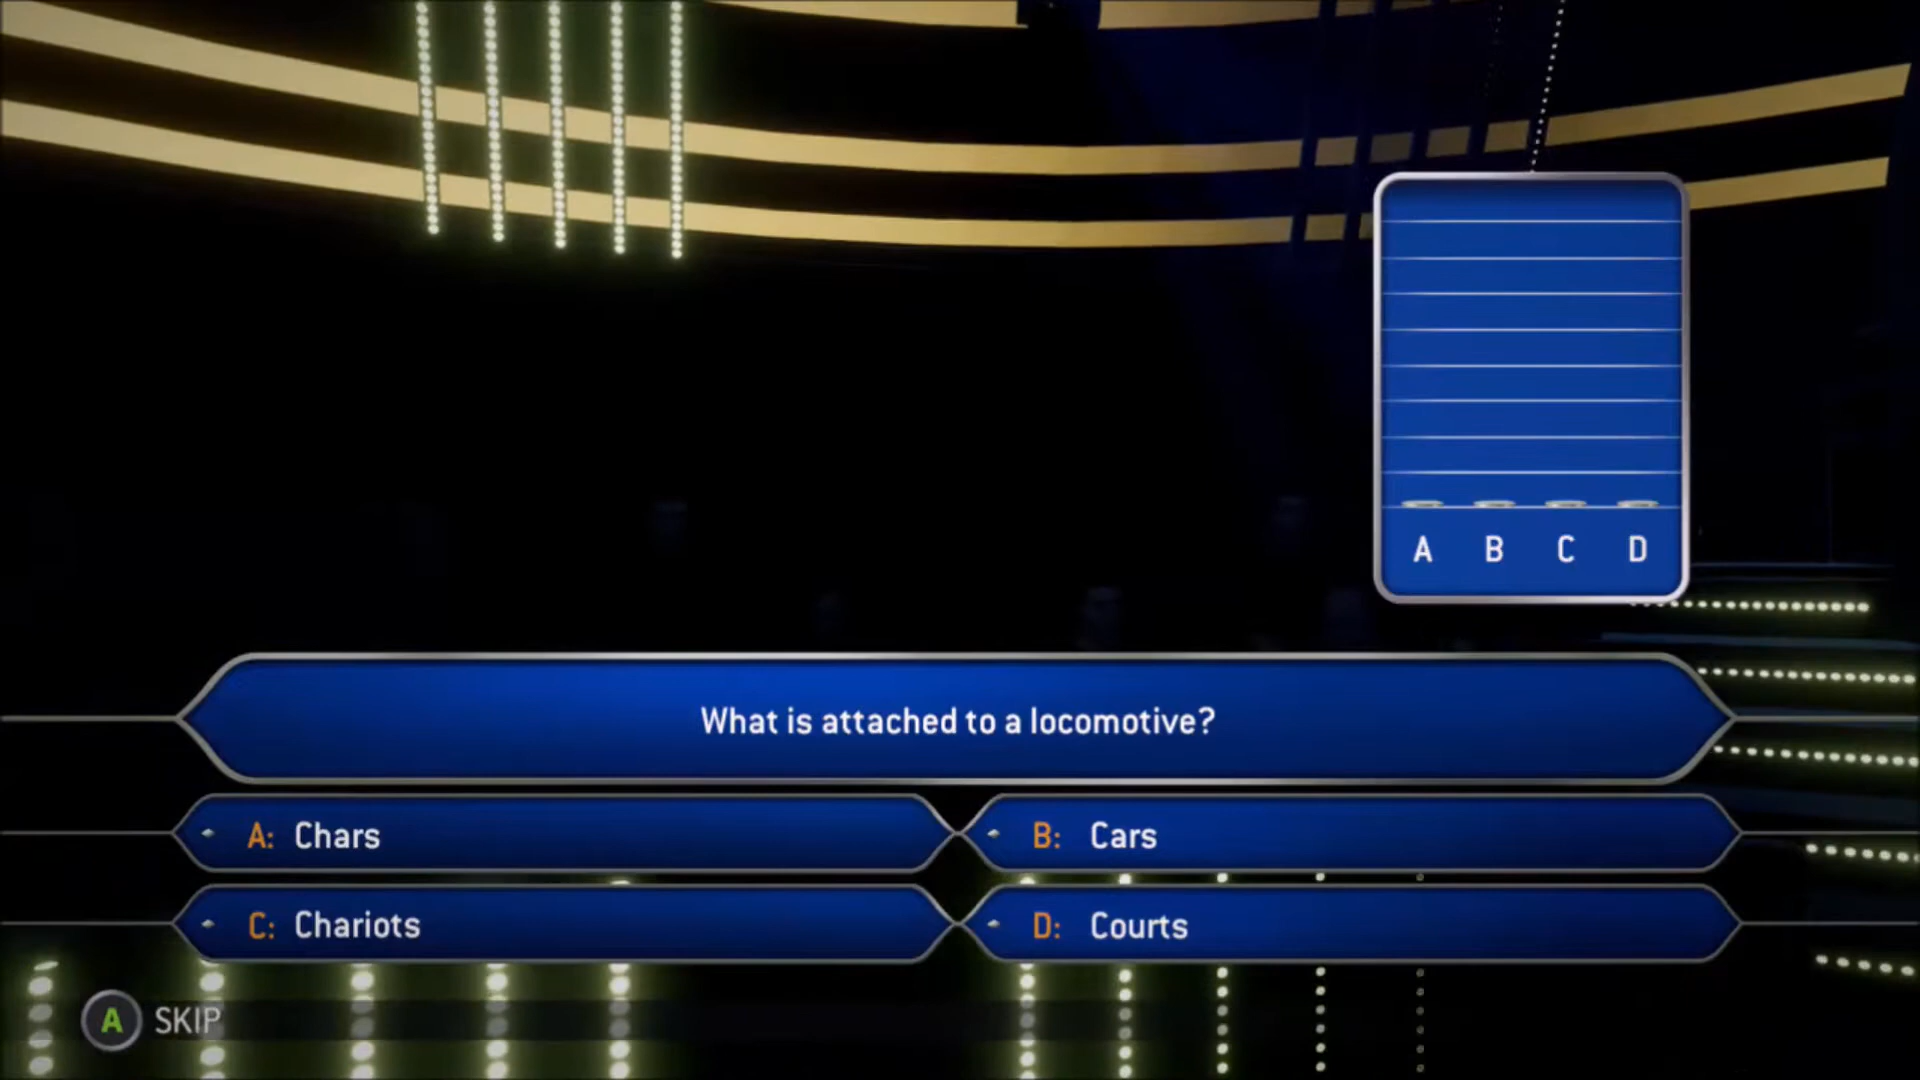 A B C D
What is attached to a locomotive?
A: Chars
B: Cars
C: Chariots
D: Courts
A SKIP